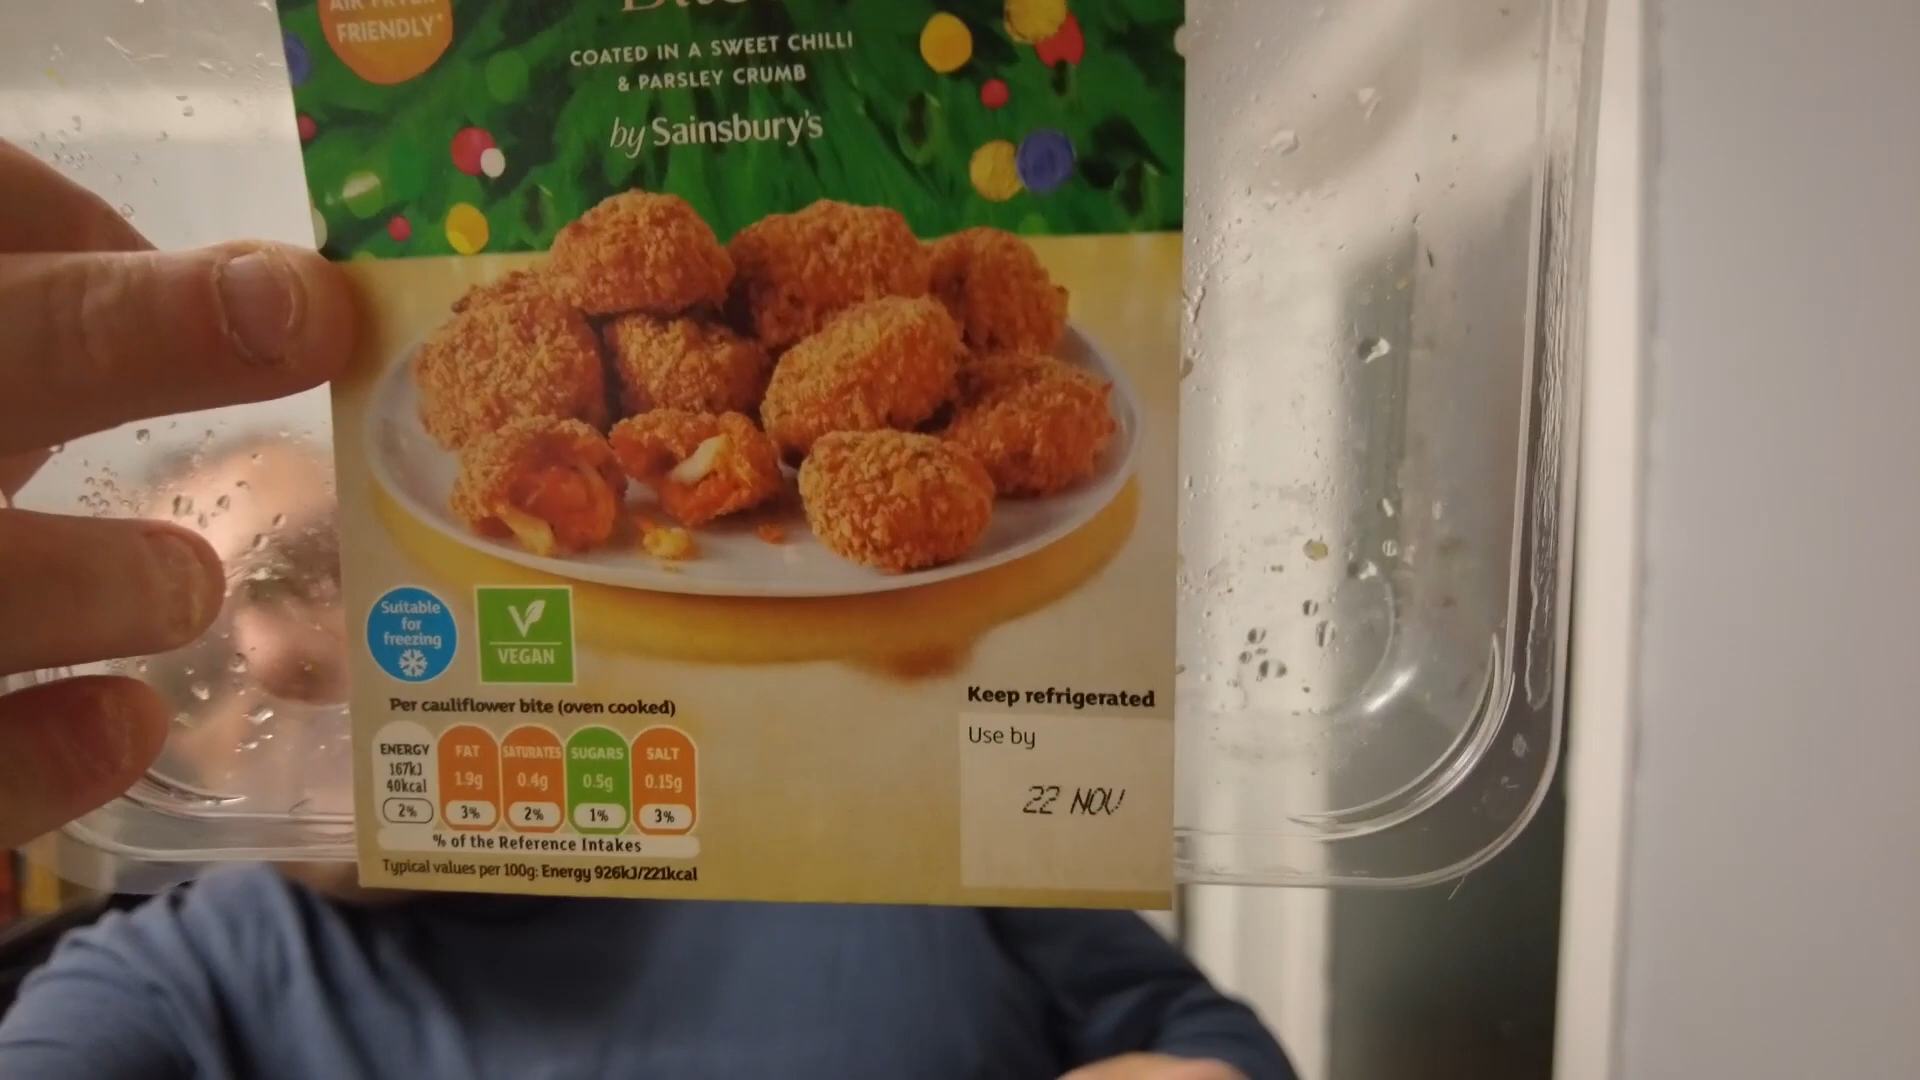 AIR FRYER
FRIENDLY*
COATED IN A SWEET CHILLI
& PARSLEY CRUMB
by Sainsbury's
Suitable
for
freezing
V
VEGAN
Per cauliflower bite (oven cooked)
ENERGY
167kJ
40kcal
2%
FAT
1.9g
3%
SATURATES
0.4g
2%
SUGARS
0.5g
1%
SALT
0.15g
3%
% of the Reference Intakes
Typical values per 100g: Energy 926kJ/221kcal
Keep refrigerated
Use by
22 NOV